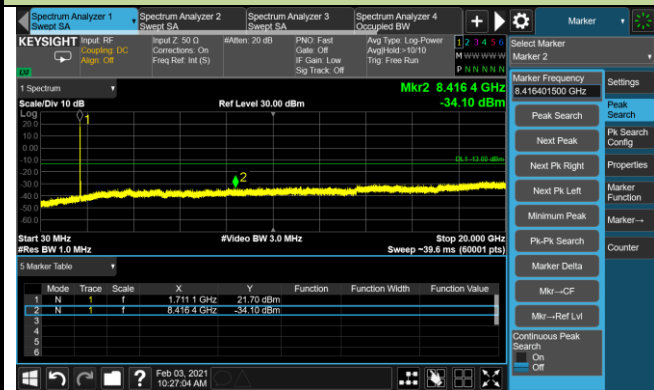 Spectrum Analyzer 1
Swept SA
Spectrum Analyzer 2
Swept SA
Spectrum Analyzer 3
Swept SA
Spectrum Analyzer 4
Occupied BW
+
Marker
KEYSIGHT
Input: RF
Coupling: DC
Align: Off
Input Z: 50 Ω
Corrections: On
Freq Ref: Int (S)
#Atten: 20 dB
PNO: Fast
Gate: Off
IF Gain: Low
Sig Track: Off
Avg Type: Log-Power
Avg|Hold:>10/10
Trig: Free Run
1 2 3 4 5 6
M W W W W W
P N N N N N
Select Marker
Marker 2
LXI
1 Spectrum
Mkr2 8.416 4 GHz
-34.10 dBm
Scale/Div 10 dB
Ref Level 30.00 dBm
Log
20.0
10.0
0.00
-10.0
-20.0
-30.0
-40.0
-50.0
-60.0
1
2
DL1 -13.00 dBm
Start 30 MHz
#Res BW 1.0 MHz
#Video BW 3.0 MHz
Stop 20.000 GHz
Sweep ~39.6 ms (60001 pts)
5 Marker Table
Mode Trace Scale X Y Function Function Width Function Value
1 N 1 f 1.711 1 GHz 21.70 dBm
2 N 1 f 8.416 4 GHz -34.10 dBm
3
4
5
6
Marker Frequency
8.416401500 GHz
Peak Search
Next Peak
Next Pk Right
Next Pk Left
Minimum Peak
Pk-Pk Search
Marker Delta
Mkr→CF
Mkr→Ref Lvl
Continuous Peak
Search
On
Off
Settings
Peak
Search
Pk Search
Config
Properties
Marker
Function
Marker→
Counter
?
Feb 03, 2021
10:27:04 AM